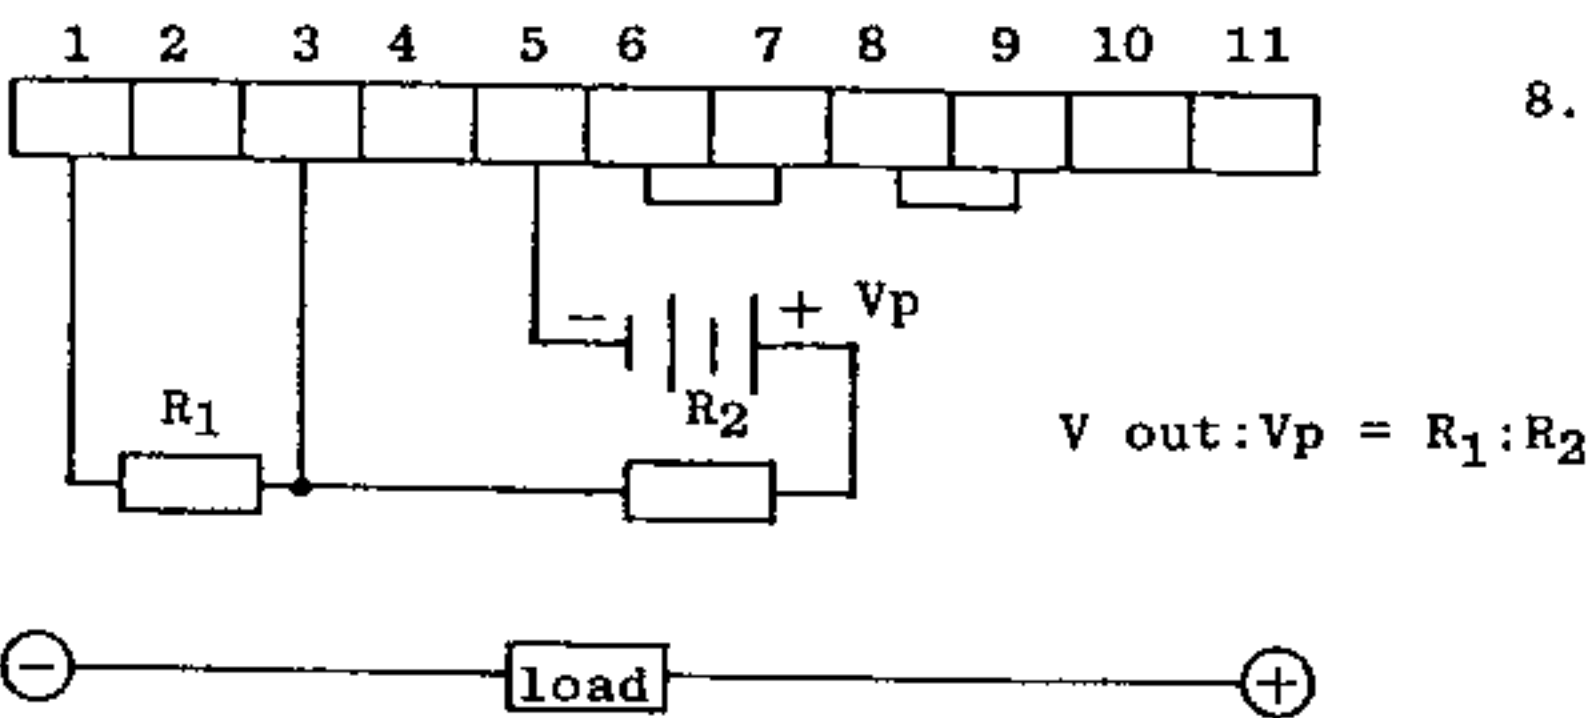 1 2 3 4 5 6 7 8 9 10 11
8.
− + Vp
R1 R2
V out:Vp = R1:R2
− load +